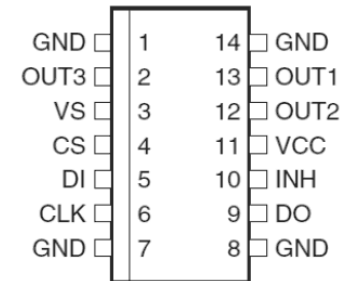 GND 1 14 GND
OUT3 2 13 OUT1
VS 3 12 OUT2
CS 4 11 VCC
DI 5 10 INH
CLK 6 9 DO
GND 7 8 GND